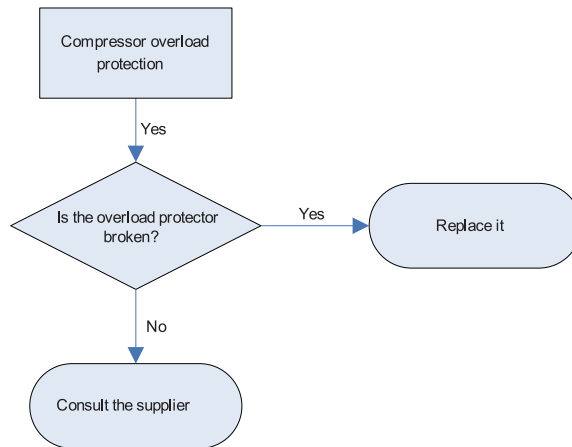 Compressor overload
protection
Yes
Is the overload protector
broken?
Yes
Replace it
No
Consult the supplier